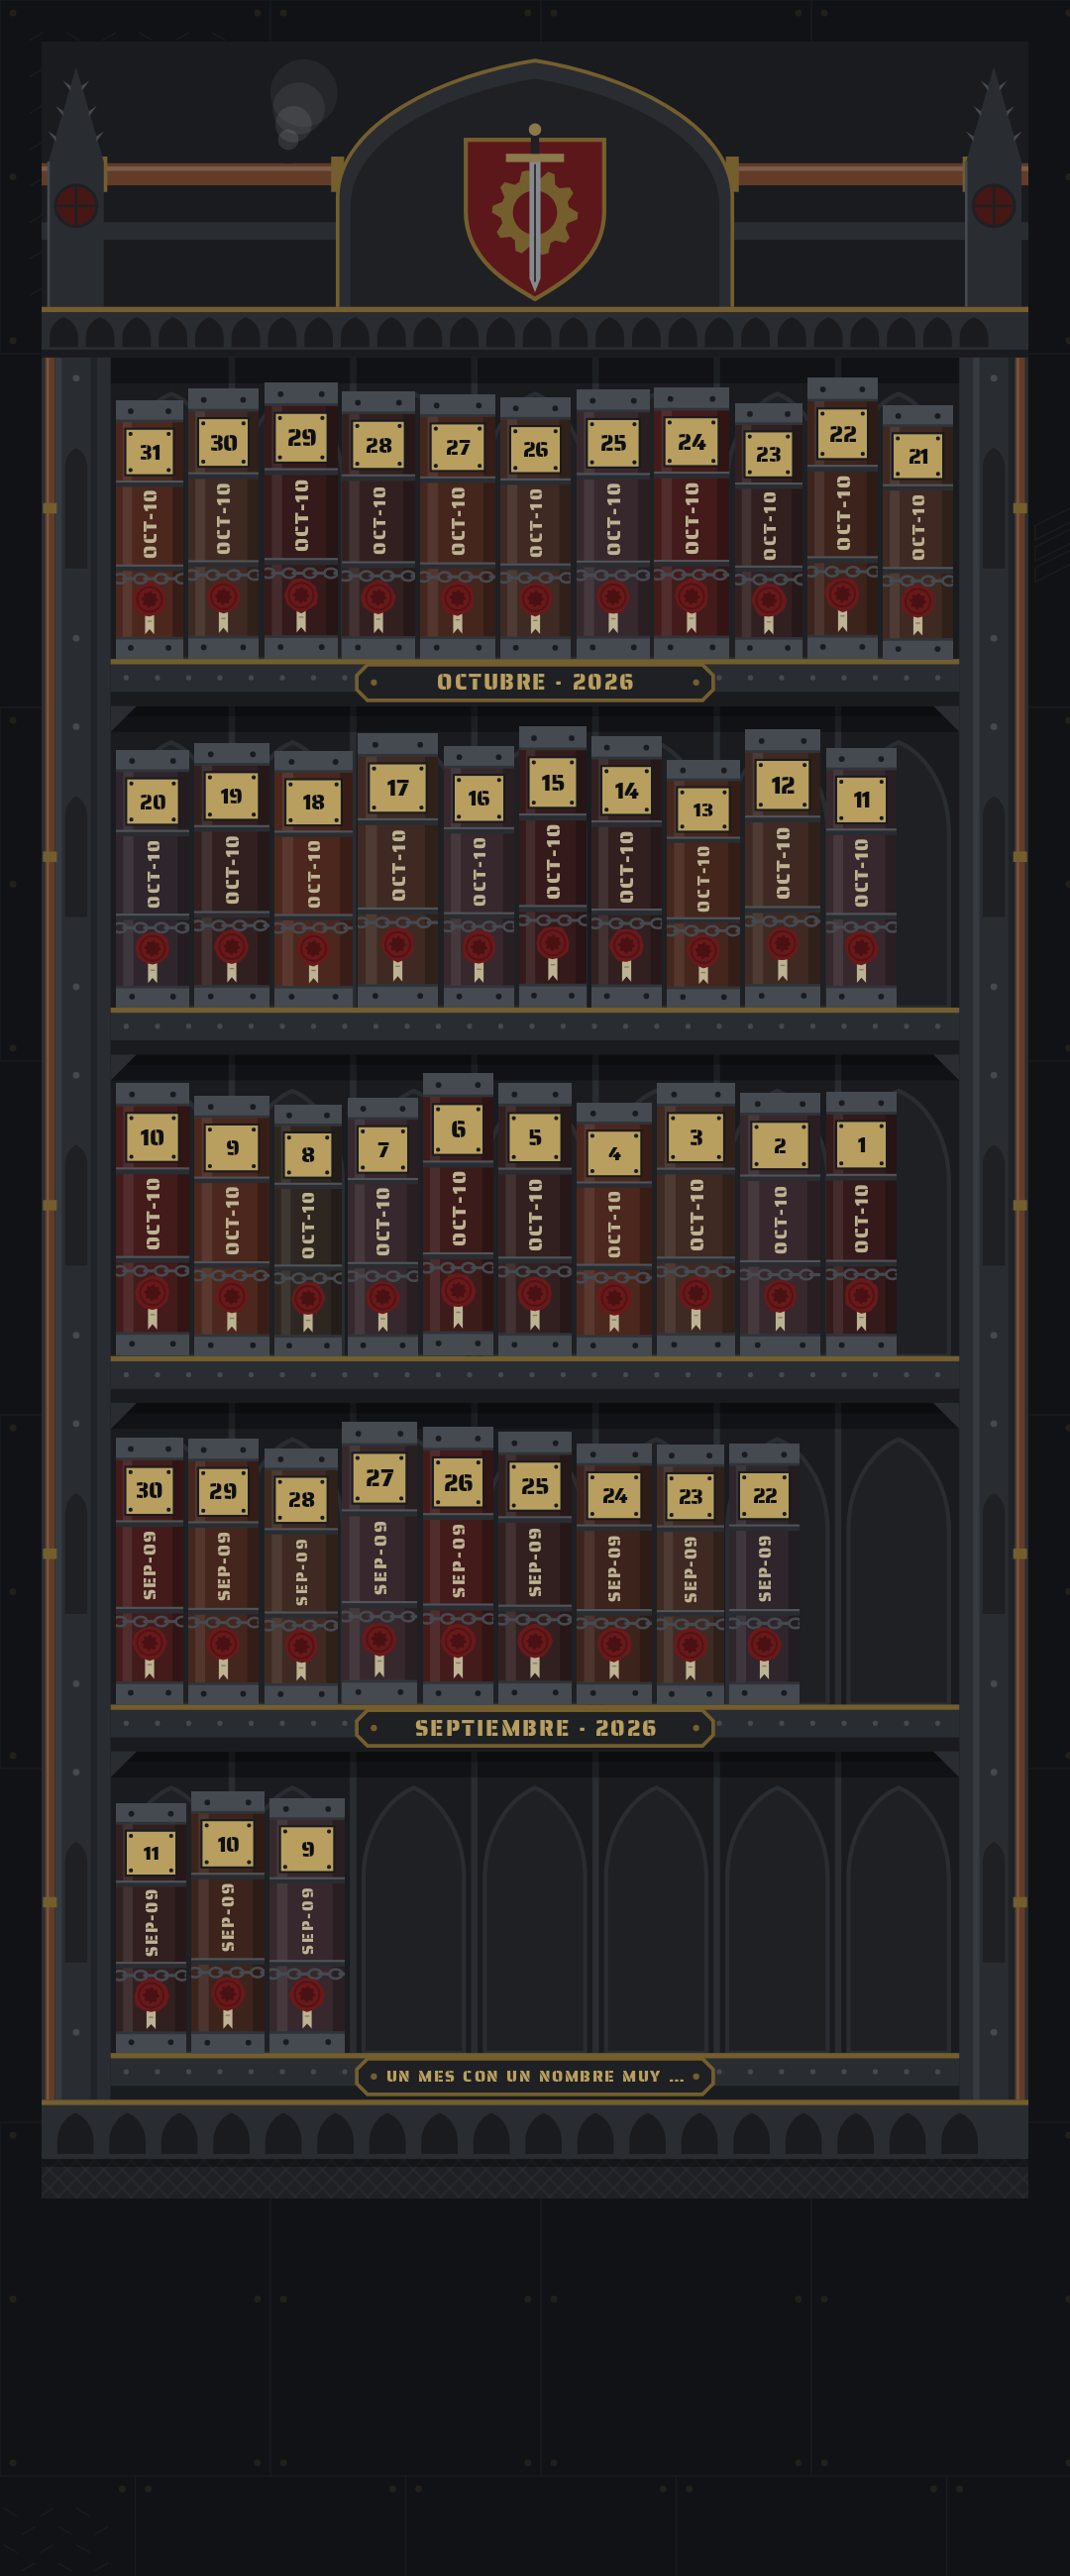 31 30 29 28 27 26 25 24 23 22 21
OCT-10 OCT-10 OCT-10 OCT-10 OCT-10 OCT-10 OCT-10 OCT-10 OCT-10 OCT-10 OCT-10
OCTUBRE - 2026
20 19 18 17 16 15 14 13 12 11
OCT-10 OCT-10 OCT-10 OCT-10 OCT-10 OCT-10 OCT-10 OCT-10 OCT-10 OCT-10
10 9 8 7 6 5 4 3 2 1
OCT-10 OCT-10 OCT-10 OCT-10 OCT-10 OCT-10 OCT-10 OCT-10 OCT-10 OCT-10
30 29 28 27 26 25 24 23 22
SEP-09 SEP-09 SEP-09 SEP-09 SEP-09 SEP-09 SEP-09 SEP-09 SEP-09
SEPTIEMBRE - 2026
11 10 9
SEP-09 SEP-09 SEP-09
UN MES CON UN NOMBRE MUY ...